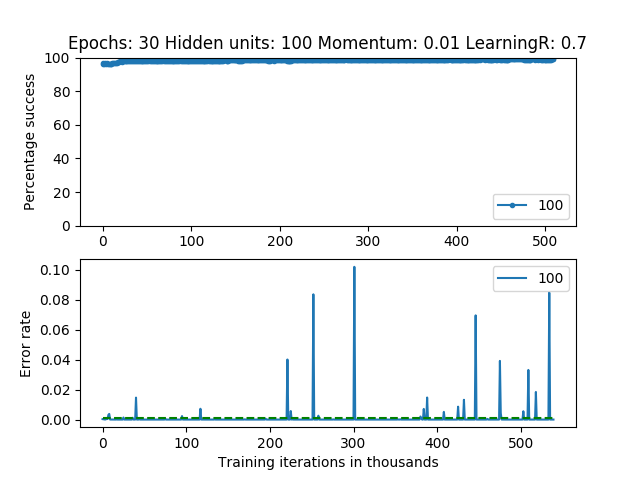 Epochs: 30 Hidden units: 100 Momentum: 0.01 LearningR: 0.7
Percentage success
100
80
60
40
20
0
100
0 100 200 300 400 500
Error rate
0.10
0.08
0.06
0.04
0.02
0.00
100
0 100 200 300 400 500
Training iterations in thousands